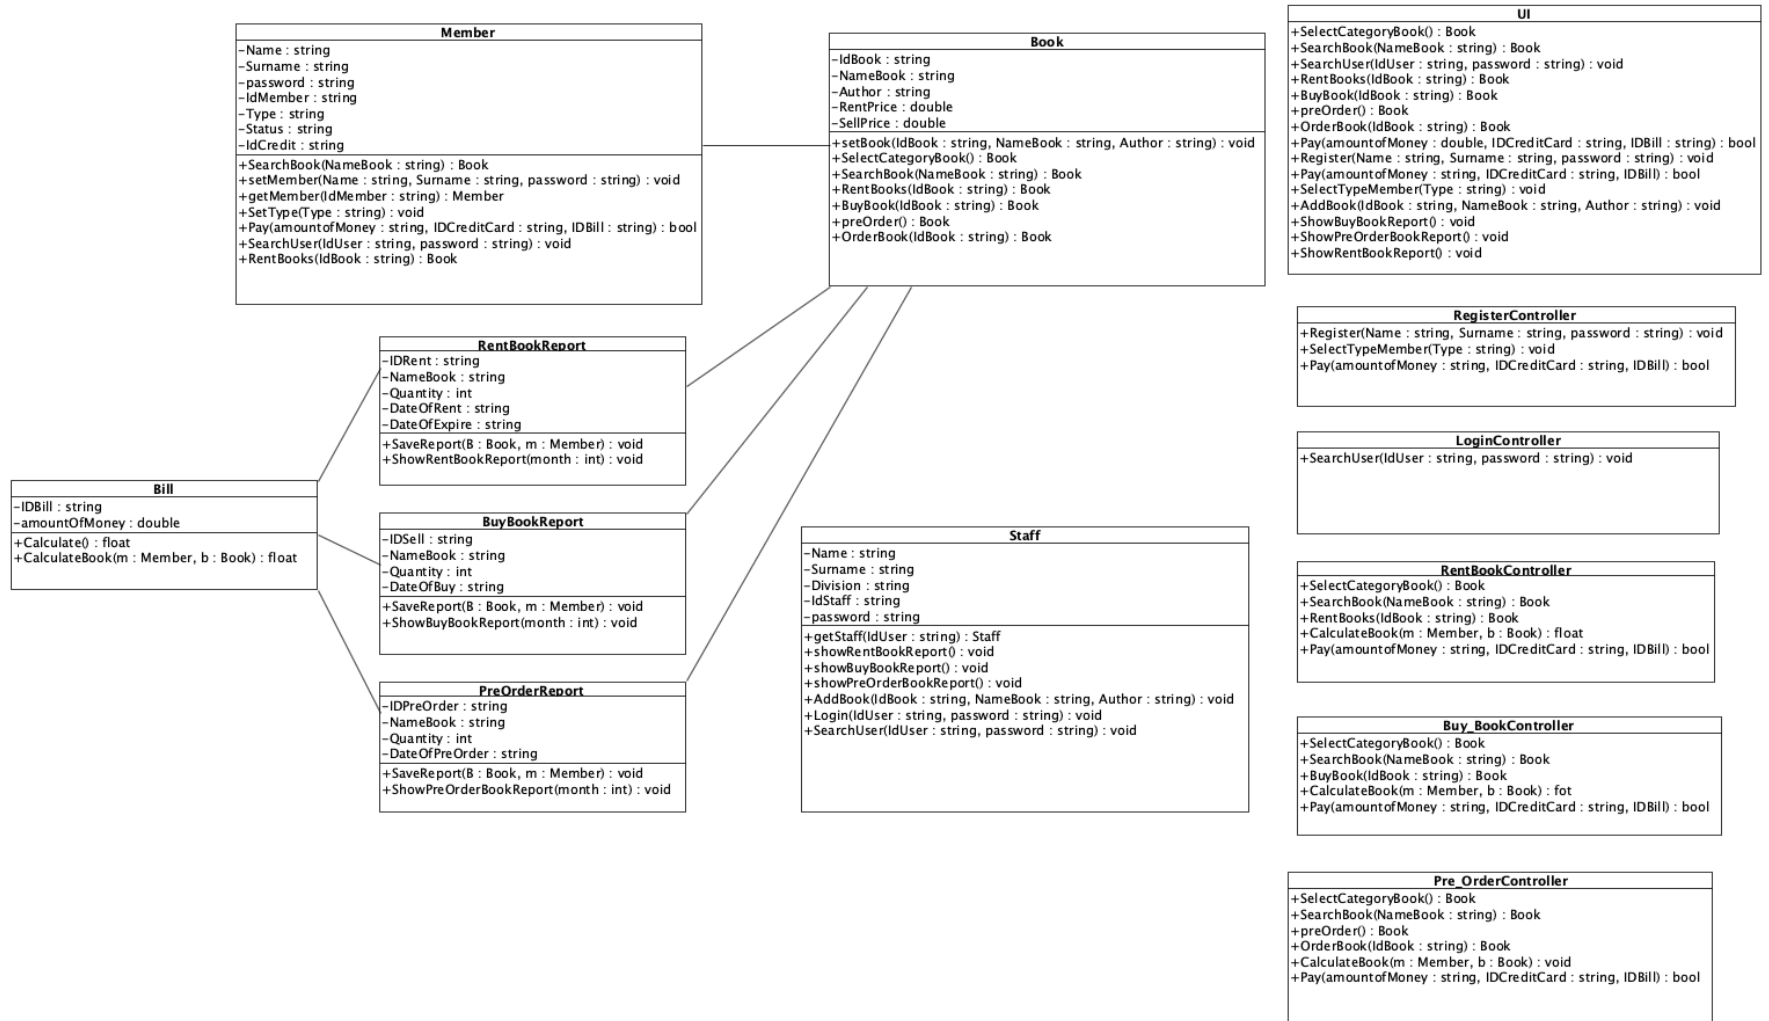 Member
-Name : string
-Surname : string
-password : string
-IdMember : string
-Type : string
-Status : string
-IdCredit : string
+SearchBook(NameBook : string) : Book
+setMember(Name : string, Surname : string, password : string) : void
+getMember(IdMember : string) : Member
+SetType(Type : string) : void
+Pay(amountofMoney : string, IDCreditCard : string, IDBill : string) : bool
+SearchUser(IdUser : string, password : string) : void
+RentBooks(IdBook : string) : Book
Book
-IdBook : string
-NameBook : string
-Author : string
-RentPrice : double
-SellPrice : double
+setBook(IdBook : string, NameBook : string, Author : string) : void
+SelectCategoryBook() : Book
+SearchBook(NameBook : string) : Book
+RentBooks(IdBook : string) : Book
+BuyBook(IdBook : string) : Book
+preOrder() : Book
+OrderBook(IdBook : string) : Book
UI
+SelectCategoryBook() : Book
+SearchBook(NameBook : string) : Book
+SearchUser(IdUser : string, password : string) : void
+RentBooks(IdBook : string) : Book
+BuyBook(IdBook : string) : Book
+preOrder() : Book
+OrderBook(IdBook : string) : Book
+Pay(amountofMoney : double, IDCreditCard : string, IDBill : string) : bool
+Register(Name : string, Surname : string, password : string) : void
+Pay(amountofMoney : string, IDCreditCard : string, IDBill) : bool
+SelectTypeMember(Type : string) : void
+AddBook(IdBook : string, NameBook : string, Author : string) : void
+ShowBuyBookReport() : void
+ShowPreOrderBookReport() : void
+ShowRentBookReport() : void
RegisterController
+Register(Name : string, Surname : string, password : string) : void
+SelectTypeMember(Type : string) : void
+Pay(amountofMoney : string, IDCreditCard : string, IDBill) : bool
RentBookReport
-IDRent : string
-NameBook : string
-Quantity : int
-DateOfRent : string
-DateOfExpire : string
+SaveReport(B : Book, m : Member) : void
+ShowRentBookReport(month : int) : void
LoginController
+SearchUser(IdUser : string, password : string) : void
Bill
-IDBill : string
-amountOfMoney : double
+Calculate() : float
+CalculateBook(m : Member, b : Book) : float
BuyBookReport
-IDSell : string
-NameBook : string
-Quantity : int
-DateOfBuy : string
+SaveReport(B : Book, m : Member) : void
+ShowBuyBookReport(month : int) : void
Staff
-Name : string
-Surname : string
-Division : string
-IdStaff : string
-password : string
+getStaff(IdUser : string) : Staff
+showRentBookReport() : void
+showBuyBookReport() : void
+showPreOrderBookReport() : void
+AddBook(IdBook : string, NameBook : string, Author : string) : void
+Login(IdUser : string, password : string) : void
+SearchUser(IdUser : string, password : string) : void
RentBookController
+SelectCategoryBook() : Book
+SearchBook(NameBook : string) : Book
+RentBooks(IdBook : string) : Book
+CalculateBook(m : Member, b : Book) : float
+Pay(amountofMoney : string, IDCreditCard : string, IDBill) : bool
PreOrderReport
-IDPreOrder : string
-NameBook : string
-Quantity : int
-DateOfPreOrder : string
+SaveReport(B : Book, m : Member) : void
+ShowPreOrderBookReport(month : int) : void
Buy_BookController
+SelectCategoryBook() : Book
+SearchBook(NameBook : string) : Book
+BuyBook(IdBook : string) : Book
+CalculateBook(m : Member, b : Book) : fot
+Pay(amountofMoney : string, IDCreditCard : string, IDBill) : bool
Pre_OrderController
+SelectCategoryBook() : Book
+SearchBook(NameBook : string) : Book
+preOrder() : Book
+OrderBook(IdBook : string) : Book
+CalculateBook(m : Member, b : Book) : void
+Pay(amountofMoney : string, IDCreditCard : string, IDBill) : bool